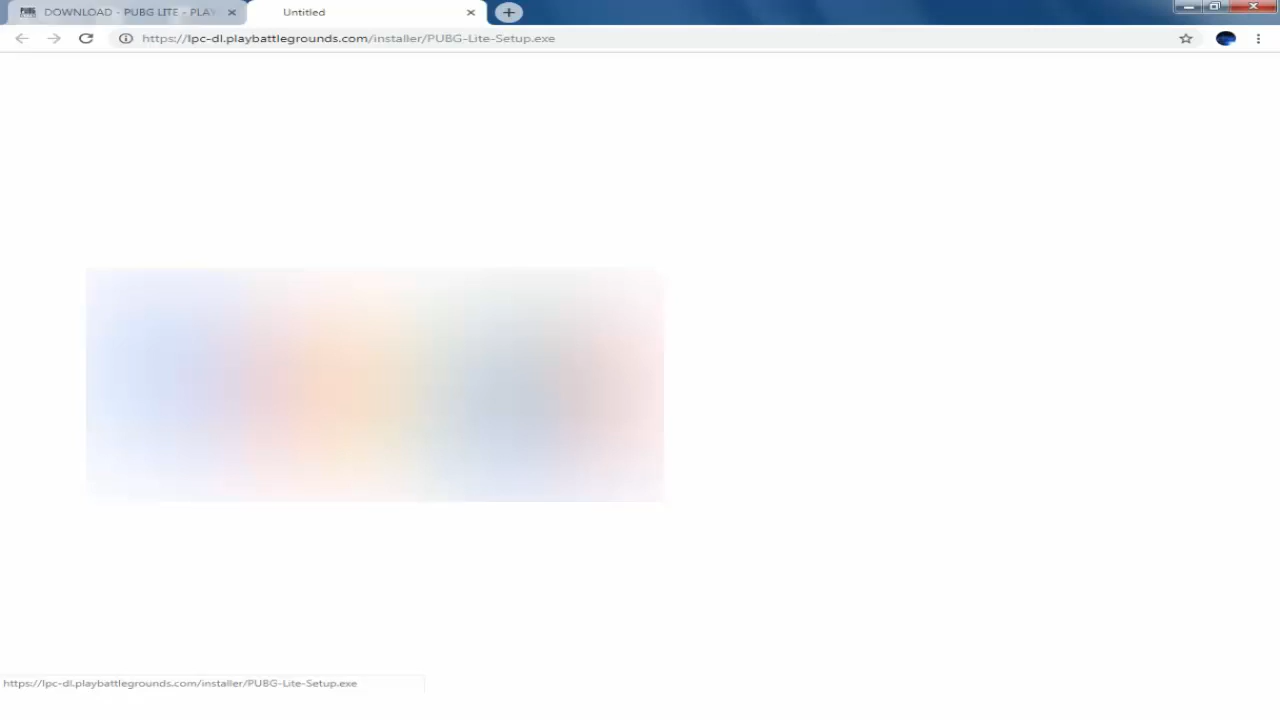 PUBG DOWNLOAD - PUBG LITE - PLAY
Untitled
https://lpc-dl.playbattlegrounds.com/installer/PUBG-Lite-Setup.exe
https://lpc-dl.playbattlegrounds.com/installer/PUBG-Lite-Setup.exe